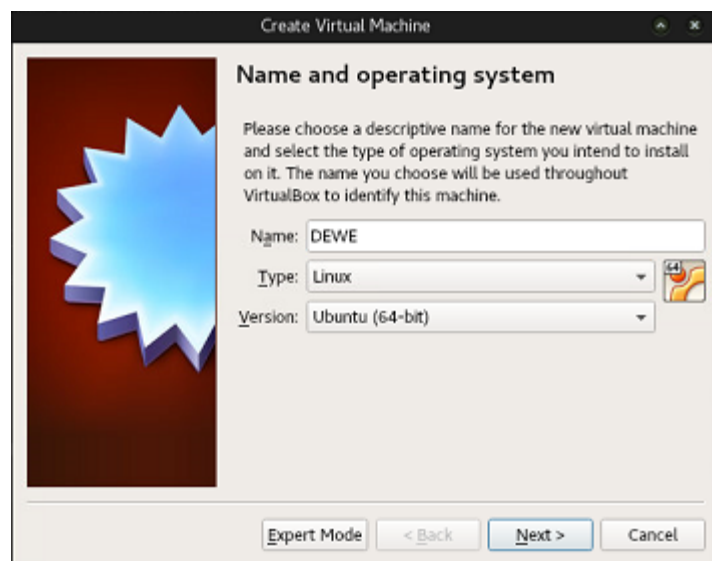 Create Virtual Machine
Name and operating system
Please choose a descriptive name for the new virtual machine
and select the type of operating system you intend to install
on it. The name you choose will be used throughout
VirtualBox to identify this machine.
Name: DEWE
Type: Linux
64
Version: Ubuntu (64-bit)
Expert Mode < Back Next > Cancel